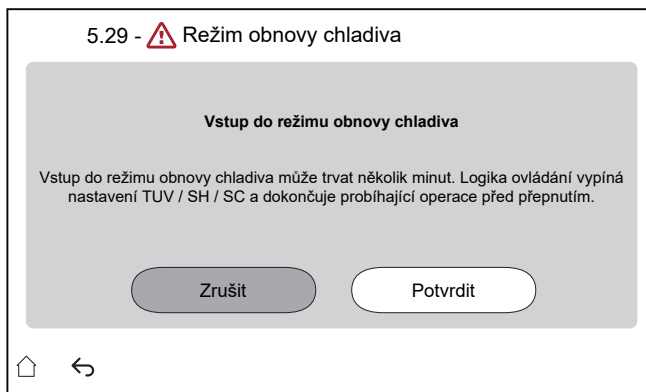 5.29 - Režim obnovy chladiva
Vstup do režimu obnovy chladiva
Vstup do režimu obnovy chladiva může trvat několik minut. Logika ovládání vypíná
nastavení TUV / SH / SC a dokončuje probíhající operace před přepnutím.
Zrušit
Potvrdit